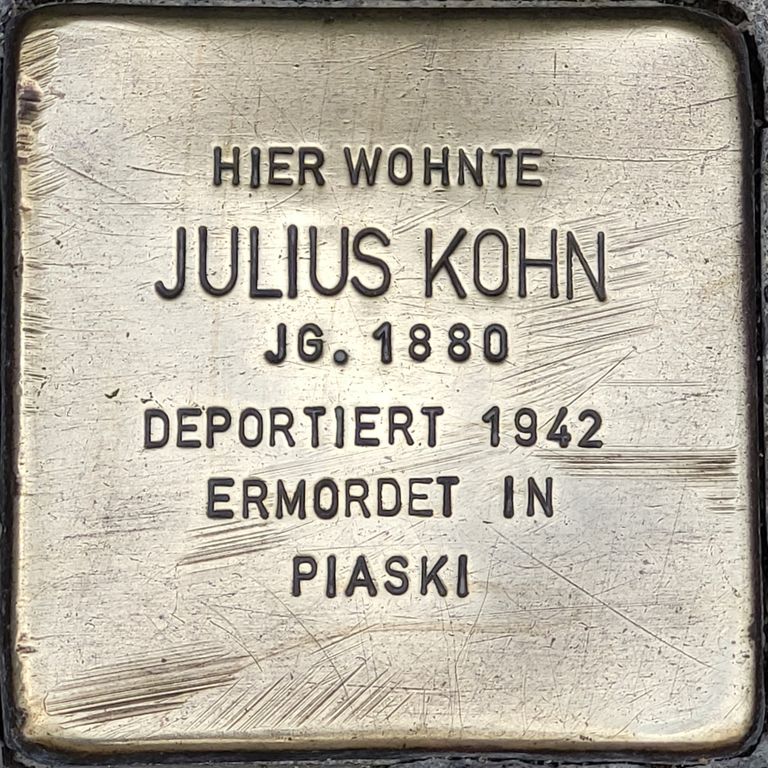 HIER WOHNTE
JULIUS KOHN
JG. 1880
DEPORTIERT 1942
ERMORDET IN
PIASKI